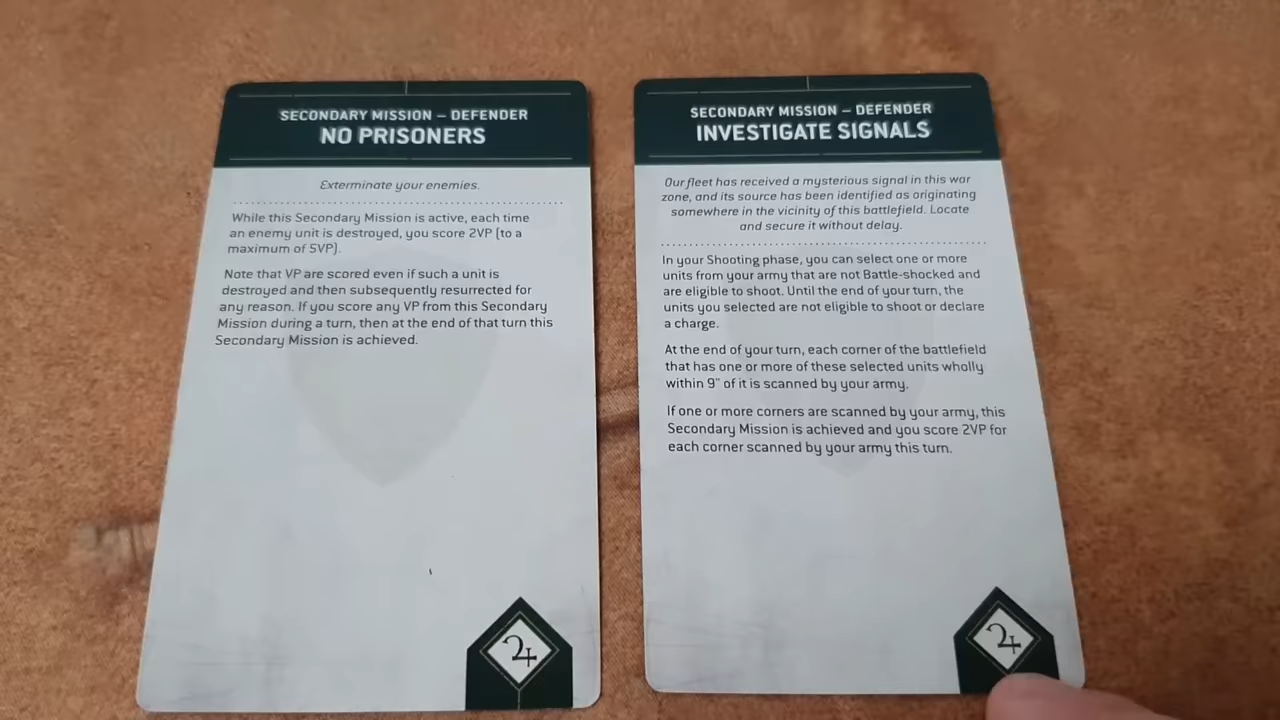 SECONDARY MISSION – DEFENDER
NO PRISONERS
Exterminate your enemies.
While this Secondary Mission is active, each time
an enemy unit is destroyed, you score 2VP (to a
maximum of 5VP).
Note that VP are scored even if such a unit is
destroyed and then subsequently resurrected for
any reason. If you score any VP from this Secondary
Mission during a turn, then at the end of that turn this
Secondary Mission is achieved.
SECONDARY MISSION – DEFENDER
INVESTIGATE SIGNALS
Our fleet has received a mysterious signal in this war
zone, and its source has been identified as originating
somewhere in the vicinity of this battlefield. Locate
and secure it without delay.
In your Shooting phase, you can select one or more
units from your army that are not Battle-shocked and
are eligible to shoot. Until the end of your turn, the
units you selected are not eligible to shoot or declare
a charge.
At the end of your turn, each corner of the battlefield
that has one or more of these selected units wholly
within 9" of it is scanned by your army.
If one or more corners are scanned by your army, this
Secondary Mission is achieved and you score 2VP for
each corner scanned by your army this turn.